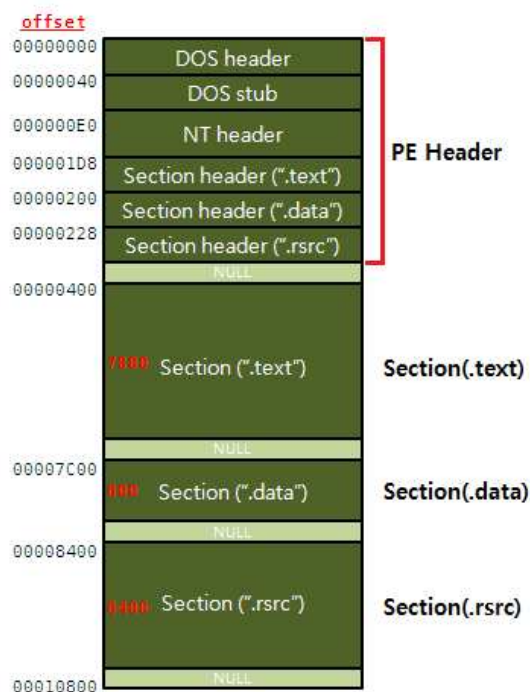 offset
00000000
DOS header
00000040
DOS stub
000000E0
NT header
PE Header
000001D8
Section header (".text")
00000200
Section header (".data")
00000228
Section header (".rsrc")
NULL
00000400
7800 Section (".text")
Section(.text)
NULL
00007C00
800 Section (".data")
Section(.data)
NULL
00008400
8400 Section (".rsrc")
Section(.rsrc)
NULL
00010800